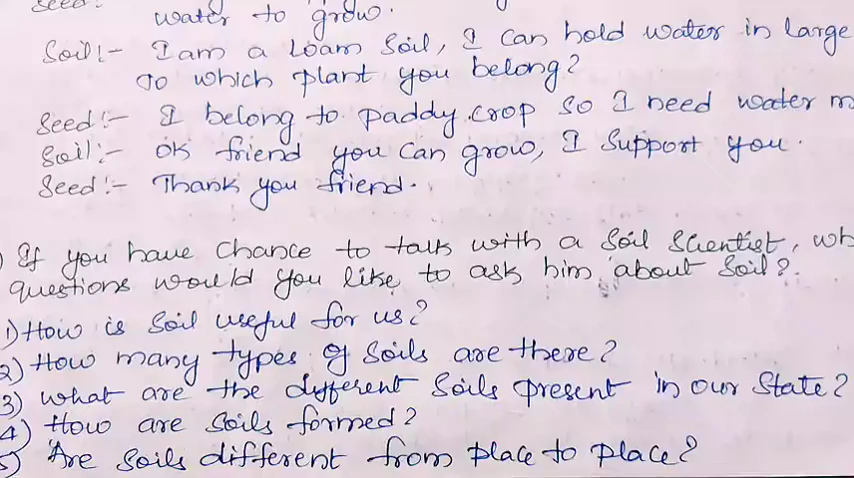 Seed:
water to grow.
Soil:- I am a Loam Soil, I can hold water in large
To which plant you belong?
Seed:- I belong to paddy crop so I need water
Soil:- OK friend you can grow, I support you.
Seed:- Thank you friend.
If you have chance to talk with a Soil Scientist,
questions would you like to ask him about Soil?
1) How is Soil useful for us?
2) How many types of Soils are there?
3) What are the different Soils present in our State?
4) How are Soils formed?
5) Are Soils different from place to place?